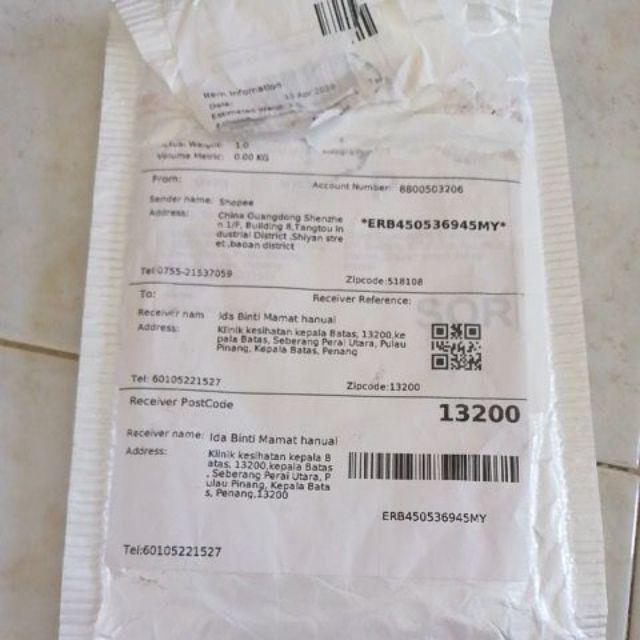 Item Infomation
Date: 13 Apr 2019
Volume Metric: 0.00 KG
From:
Account Number: 8800503206
Sender name: Shopee
Address: China Guangdong Shenzhe
n 1/F, Building 8,Tangtou in
dustrial District ,Shiyan stre
et ,baoan district
*ERB450536945MY*
Tel:0755-21537059
Zipcode:518108
To:
Receiver Reference:
SOR
Receiver nam Ida Binti Mamat hanual
Address: Klinik kesihatan kepala Batas, 13200,ke
pala Batas, Seberang Perai Utara, Pulau
Pinang, Kepala Batas, Penang
Tel: 60105221527
Zipcode:13200
Receiver PostCode
13200
Receiver name: Ida Binti Mamat hanual
Address: Klinik kesihatan kepala B
atas, 13200,kepala Batas
, Seberang Perai Utara, P
ulau Pinang, Kepala Bata
s, Penang,13200
ERB450536945MY
Tel:60105221527